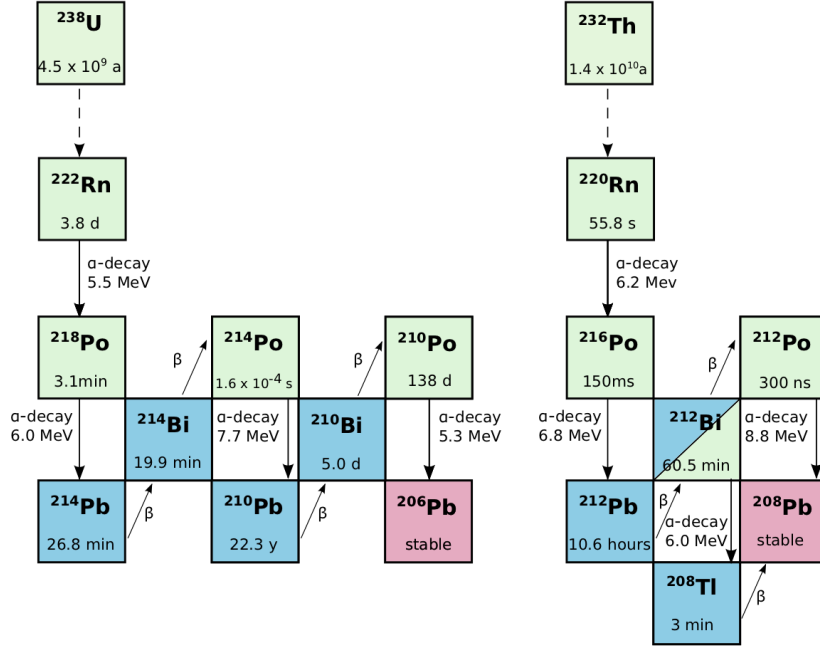 ²³⁸U
4.5 x 10⁹ a
²³²Th
1.4 x 10¹⁰a
²²²Rn
3.8 d
²²⁰Rn
55.8 s
α-decay
5.5 MeV
α-decay
6.2 Mev
²¹⁸Po
3.1min
β
²¹⁴Po
1.6 x 10⁻⁴ s
β
²¹⁰Po
138 d
²¹⁶Po
150ms
β
²¹²Po
300 ns
α-decay
6.0 MeV
²¹⁴Bi
19.9 min
α-decay
7.7 MeV
²¹⁰Bi
5.0 d
α-decay
5.3 MeV
α-decay
6.8 MeV
²¹²Bi
60.5 min
α-decay
8.8 MeV
²¹⁴Pb
26.8 min
β
²¹⁰Pb
22.3 y
β
²⁰⁶Pb
stable
²¹²Pb
10.6 hours
β
α-decay
6.0 MeV
²⁰⁸Pb
stable
²⁰⁸Tl
3 min
β